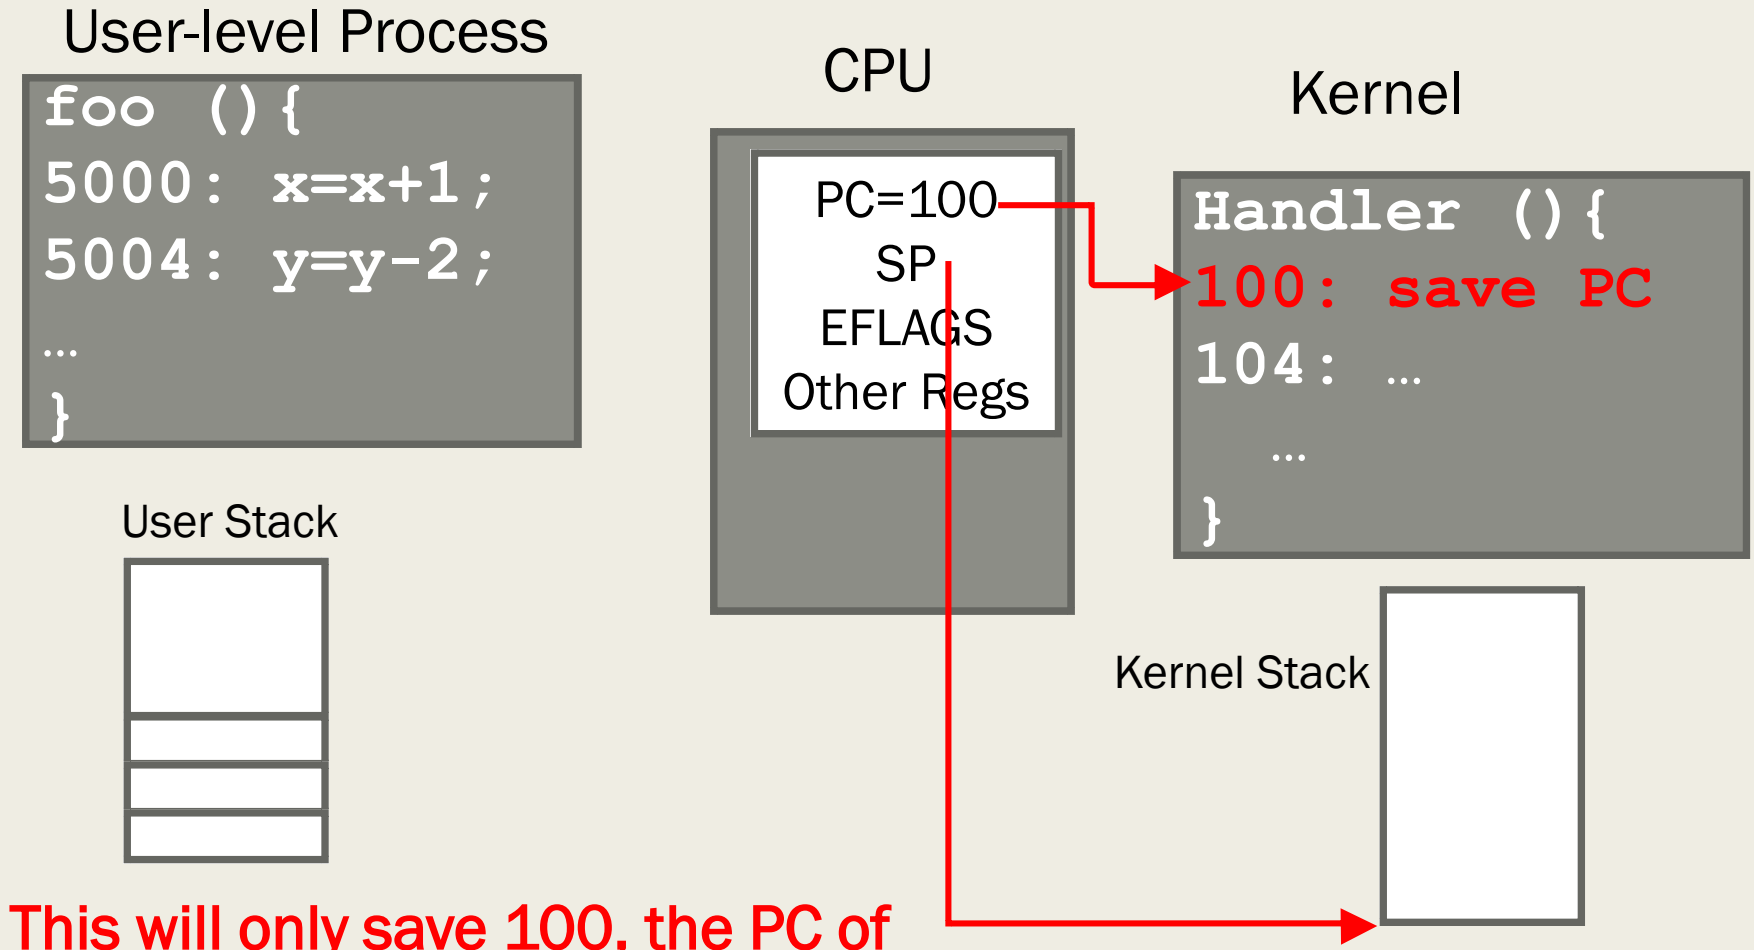 User-level Process
foo (){
5000: x=x+1;
5004: y=y-2;
…
}
User Stack
CPU
PC=100
SP
EFLAGS
Other Regs
Kernel
Handler (){
100: save PC
104: …
…
}
Kernel Stack
This will only save 100, the PC of